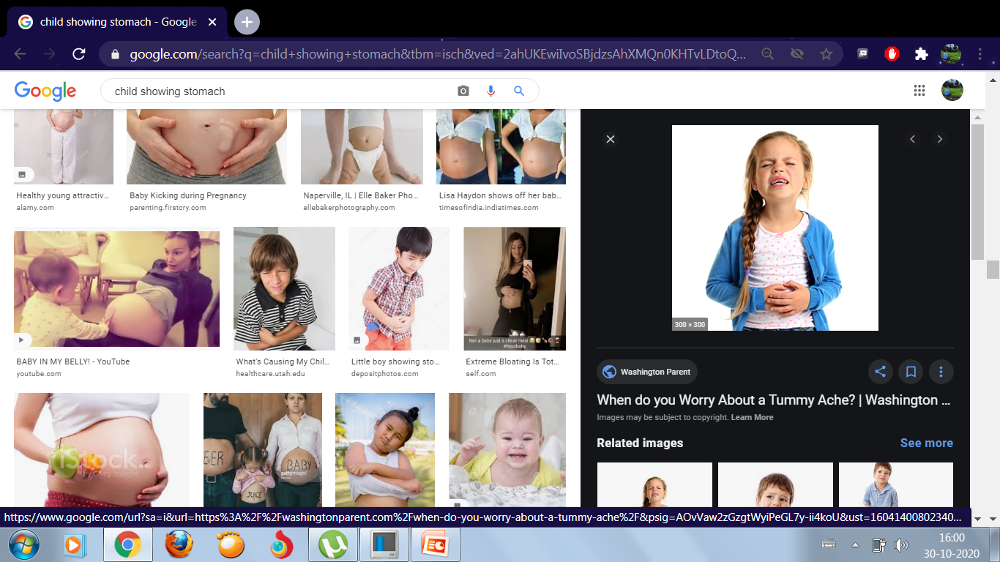 child showing stomach - Google
google.com/search?q=child+showing+stomach&tbm=isch&ved=2ahUKEwiIvoSBjdzsAhXMQn0KHTvLDtoQ...
Google
child showing stomach
Healthy young attractiv...
alamy.com
Baby Kicking during Pregnancy
parenting.firstcry.com
Naperville, IL | Elle Baker Pho...
ellebakerphotography.com
Lisa Haydon shows off her bab...
timesofindia.indiatimes.com
Not a baby just a cheat meal
#foodbaby
BABY IN MY BELLY! - YouTube
youtube.com
What's Causing My Chil...
healthcare.utah.edu
Little boy showing sto...
depositphotos.com
Extreme Bloating Is Tot...
self.com
iStock
by Getty Images
BABY
JUICE
gettyimages
300 × 300
Washington Parent
When do you Worry About a Tummy Ache? | Washington ...
Images may be subject to copyright. Learn More
Related images
See more
https://www.google.com/url?sa=i&url=https%3A%2F%2Fwashingtonparent.com%2Fwhen-do-you-worry-about-a-tummy-ache%2F&psig=AOvVaw2zGzgtWyiPeGL7y-ii4koU&ust=16041400802340...
16:00
30-10-2020